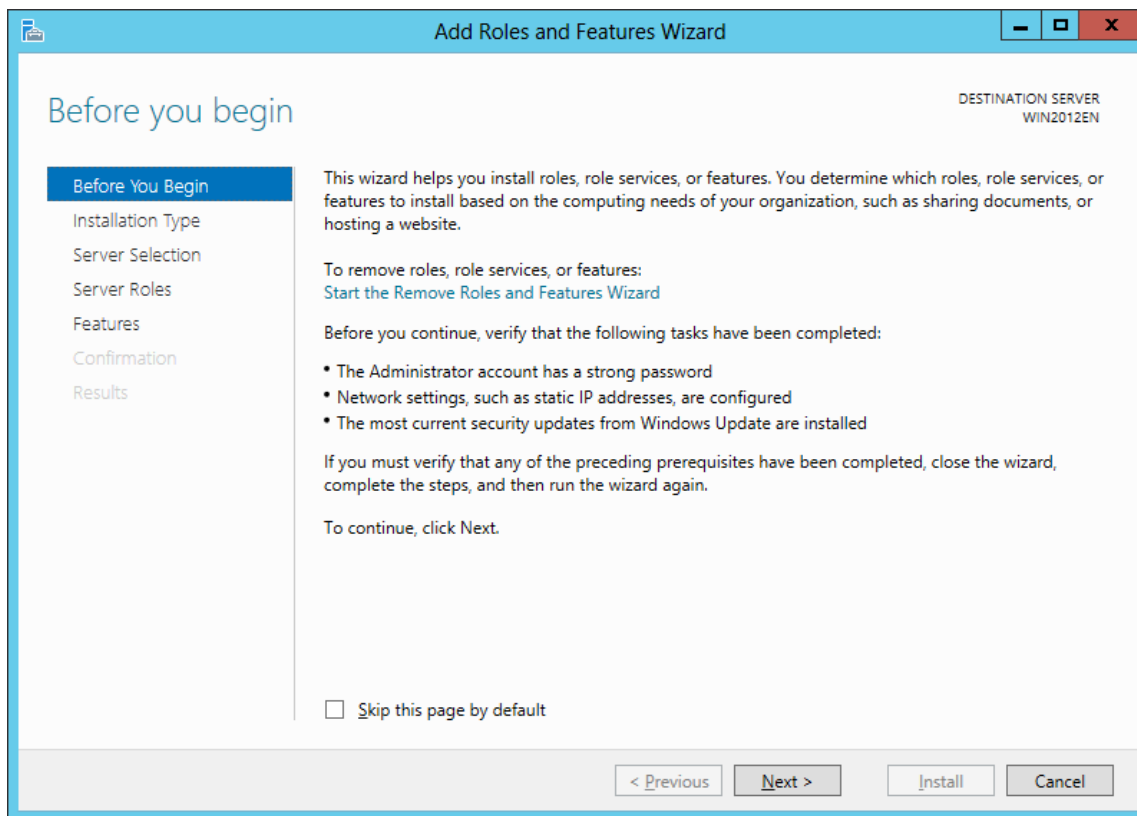 Add Roles and Features Wizard
Before you begin
DESTINATION SERVER
WIN2012EN
Before You Begin
Installation Type
Server Selection
Server Roles
Features
Confirmation
Results
This wizard helps you install roles, role services, or features. You determine which roles, role services, or
features to install based on the computing needs of your organization, such as sharing documents, or
hosting a website.
To remove roles, role services, or features:
Start the Remove Roles and Features Wizard
Before you continue, verify that the following tasks have been completed:
• The Administrator account has a strong password
• Network settings, such as static IP addresses, are configured
• The most current security updates from Windows Update are installed
If you must verify that any of the preceding prerequisites have been completed, close the wizard,
complete the steps, and then run the wizard again.
To continue, click Next.
Skip this page by default
< Previous
Next >
Install
Cancel